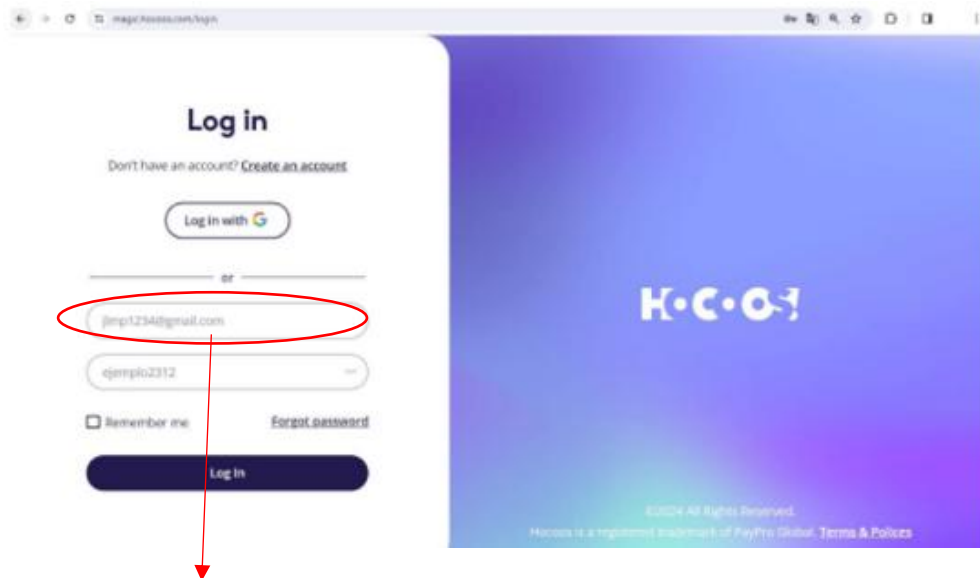 magic.hocoos.com/login
Log in
Don't have an account? Create an account
Log in with G
or
jlmp1234@gmail.com
ejemplo2312
Remember me
Forgot password
Log In
H·C·OS
©2024 All Rights Reserved.
Hocoos is a registered trademark of PayPro Global. Terms & Polices